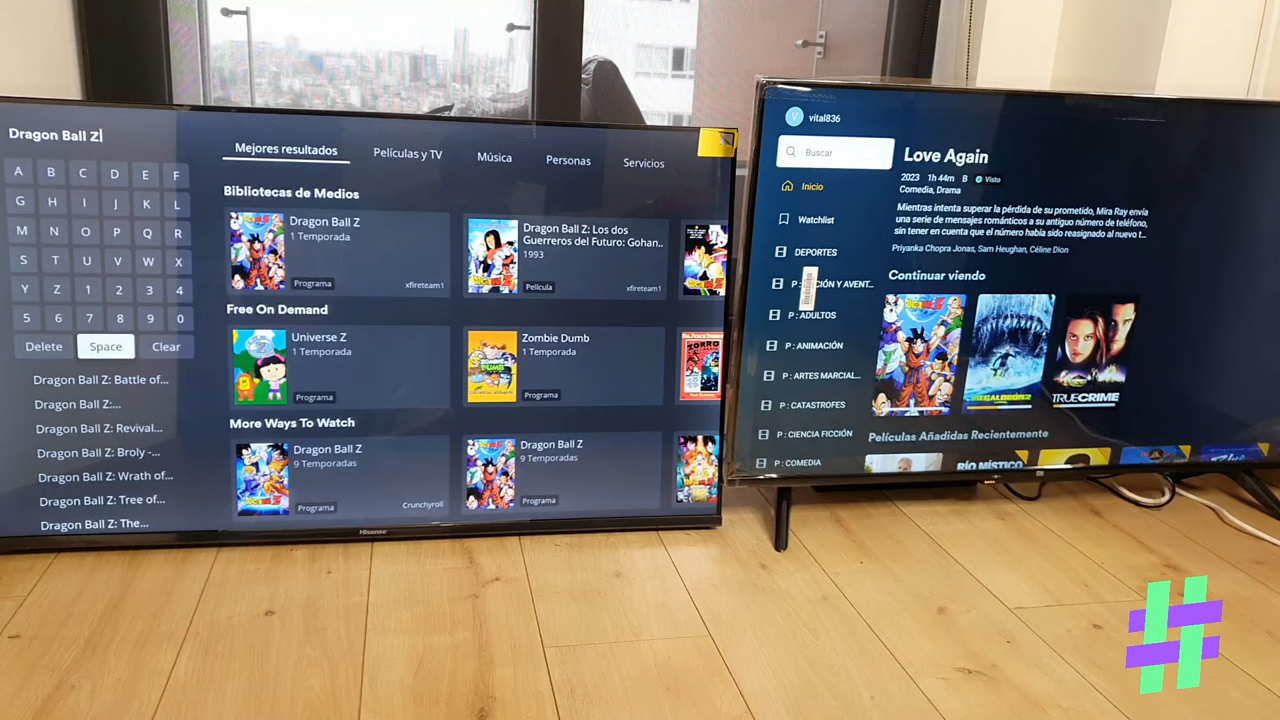 Dragon Ball Z
A B C D E F
G H I J K L
M N O P Q R
S T U V W X
Y Z 1 2 3 4
5 6 7 8 9 0
Delete Space Clear
Dragon Ball Z: Battle of...
Dragon Ball Z:...
Dragon Ball Z: Revival...
Dragon Ball Z: Broly -...
Dragon Ball Z: Wrath of...
Dragon Ball Z: Tree of...
Dragon Ball Z: The...
Mejores resultados Películas y TV Música Personas Servicios
Bibliotecas de Medios
Dragon Ball Z
1 Temporada
Programa xfireteam1
Dragon Ball Z: Los dos
Guerreros del Futuro: Gohan..
1993
Película xfireteam1
Free On Demand
Universe Z
1 Temporada
Programa
Zombie Dumb
1 Temporada
Programa
More Ways To Watch
Dragon Ball Z
9 Temporadas
Programa Crunchyroll
Dragon Ball Z
9 Temporadas
Programa
Hisense
V vital836
Buscar
Inicio
Watchlist
DEPORTES
P : CIÓN Y AVENT...
P : ADULTOS
P : ANIMACIÓN
P : ARTES MARCIAL...
P : CATASTROFES
P : CIENCIA FICCIÓN
P : COMEDIA
Love Again
2023 1h 44m B Visto
Comedia, Drama
Mientras intenta superar la pérdida de su prometido, Mira Ray envía
una serie de mensajes románticos a su antiguo número de teléfono,
sin tener en cuenta que el número había sido reasignado al nuevo t...
Priyanka Chopra Jonas, Sam Heughan, Céline Dion
Continuar viendo
TRUE CRIME
Películas Añadidas Recientemente
RÍO MÍSTICO
mi